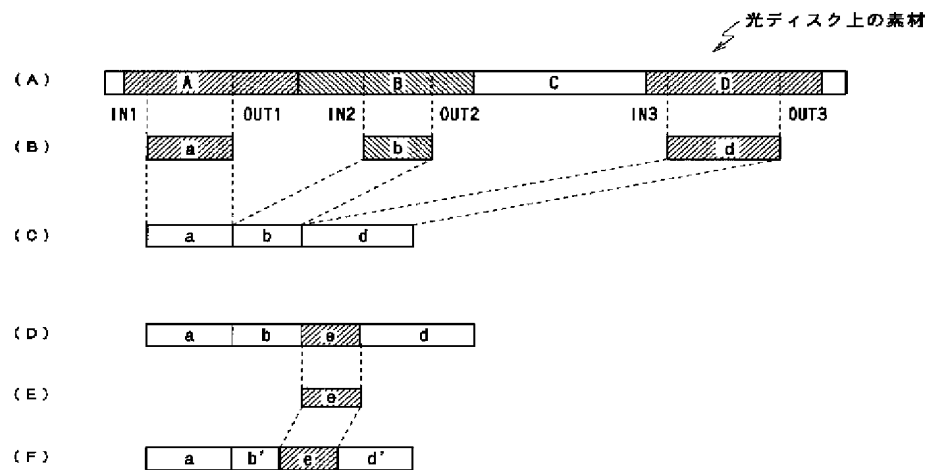 光ディスク上の素材
(A) A B C D
IN1 OUT1 IN2 OUT2 IN3 OUT3
(B) a b d
(C) a b d
(D) a b e d
(E) e
(F) a b' e d'